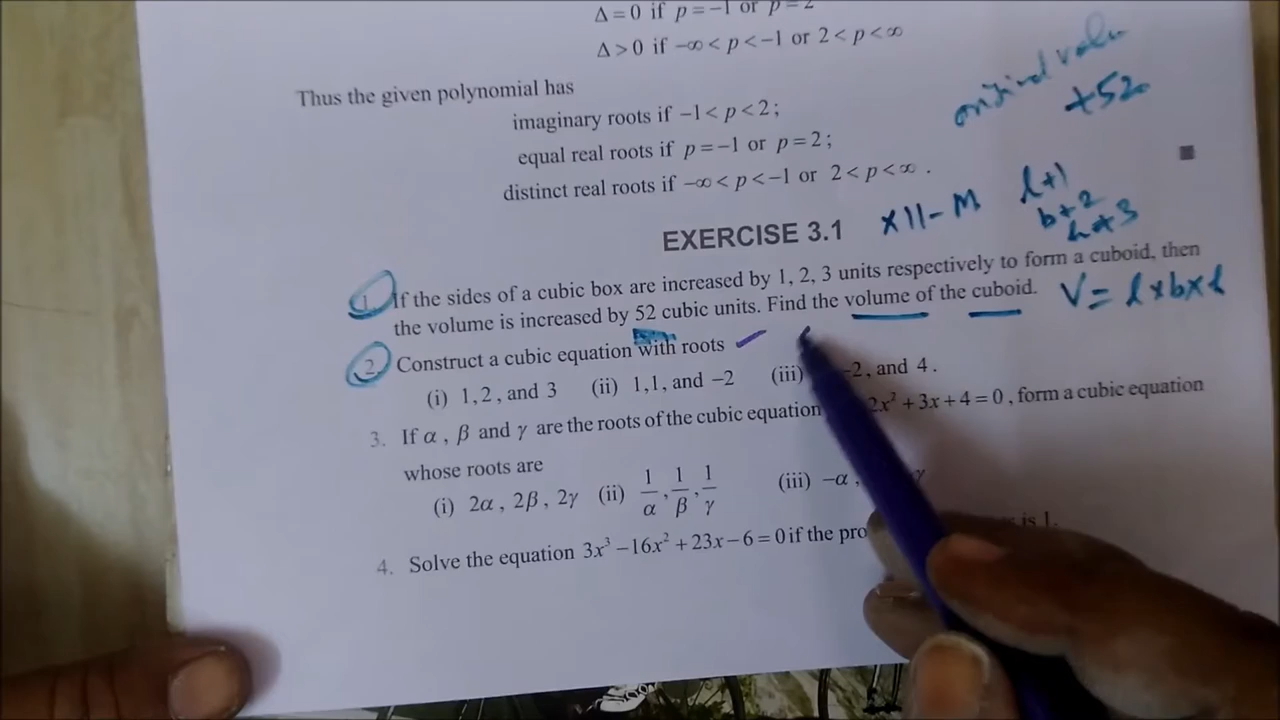 Δ = 0 if p = −1 or p = 2
Δ > 0 if −∞ < p < −1 or 2 < p < ∞
Thus the given polynomial has
imaginary roots if −1 < p < 2;
equal real roots if p = −1 or p = 2;
distinct real roots if −∞ < p < −1 or 2 < p < ∞.
+52
EXERCISE 3.1
XII-M
l+1
b+2
h+3
1. If the sides of a cubic box are increased by 1, 2, 3 units respectively to form a cuboid, then
the volume is increased by 52 cubic units. Find the volume of the cuboid.
V = l×b×h
2. Construct a cubic equation with roots
(i) 1, 2, and 3 (ii) 1, 1, and −2 (iii) −2, and 4.
3. If α, β and γ are the roots of the cubic equation 2x² + 3x + 4 = 0, form a cubic equation
whose roots are
(i) 2α, 2β, 2γ (ii) 1/α, 1/β, 1/γ (iii) −α, γ
4. Solve the equation 3x³ − 16x² + 23x − 6 = 0 if the is 1.